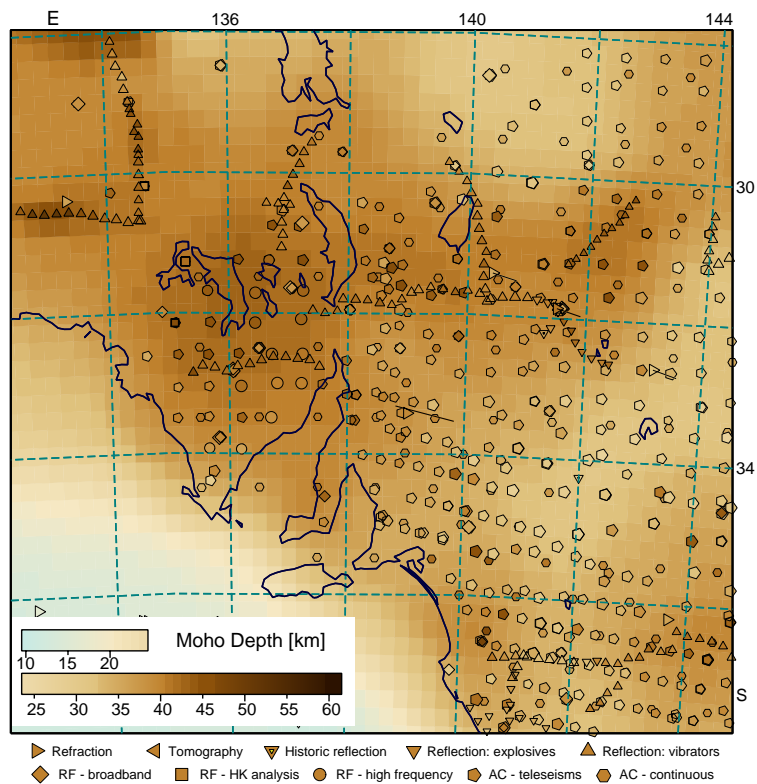 E 136 140 144
30
34
S
Moho Depth [km]
10 15 20
25 30 35 40 45 50 55 60
Refraction Tomography Historic reflection Reflection: explosives Reflection: vibrators
RF - broadband RF - HK analysis RF - high frequency AC - teleseisms AC - continuous